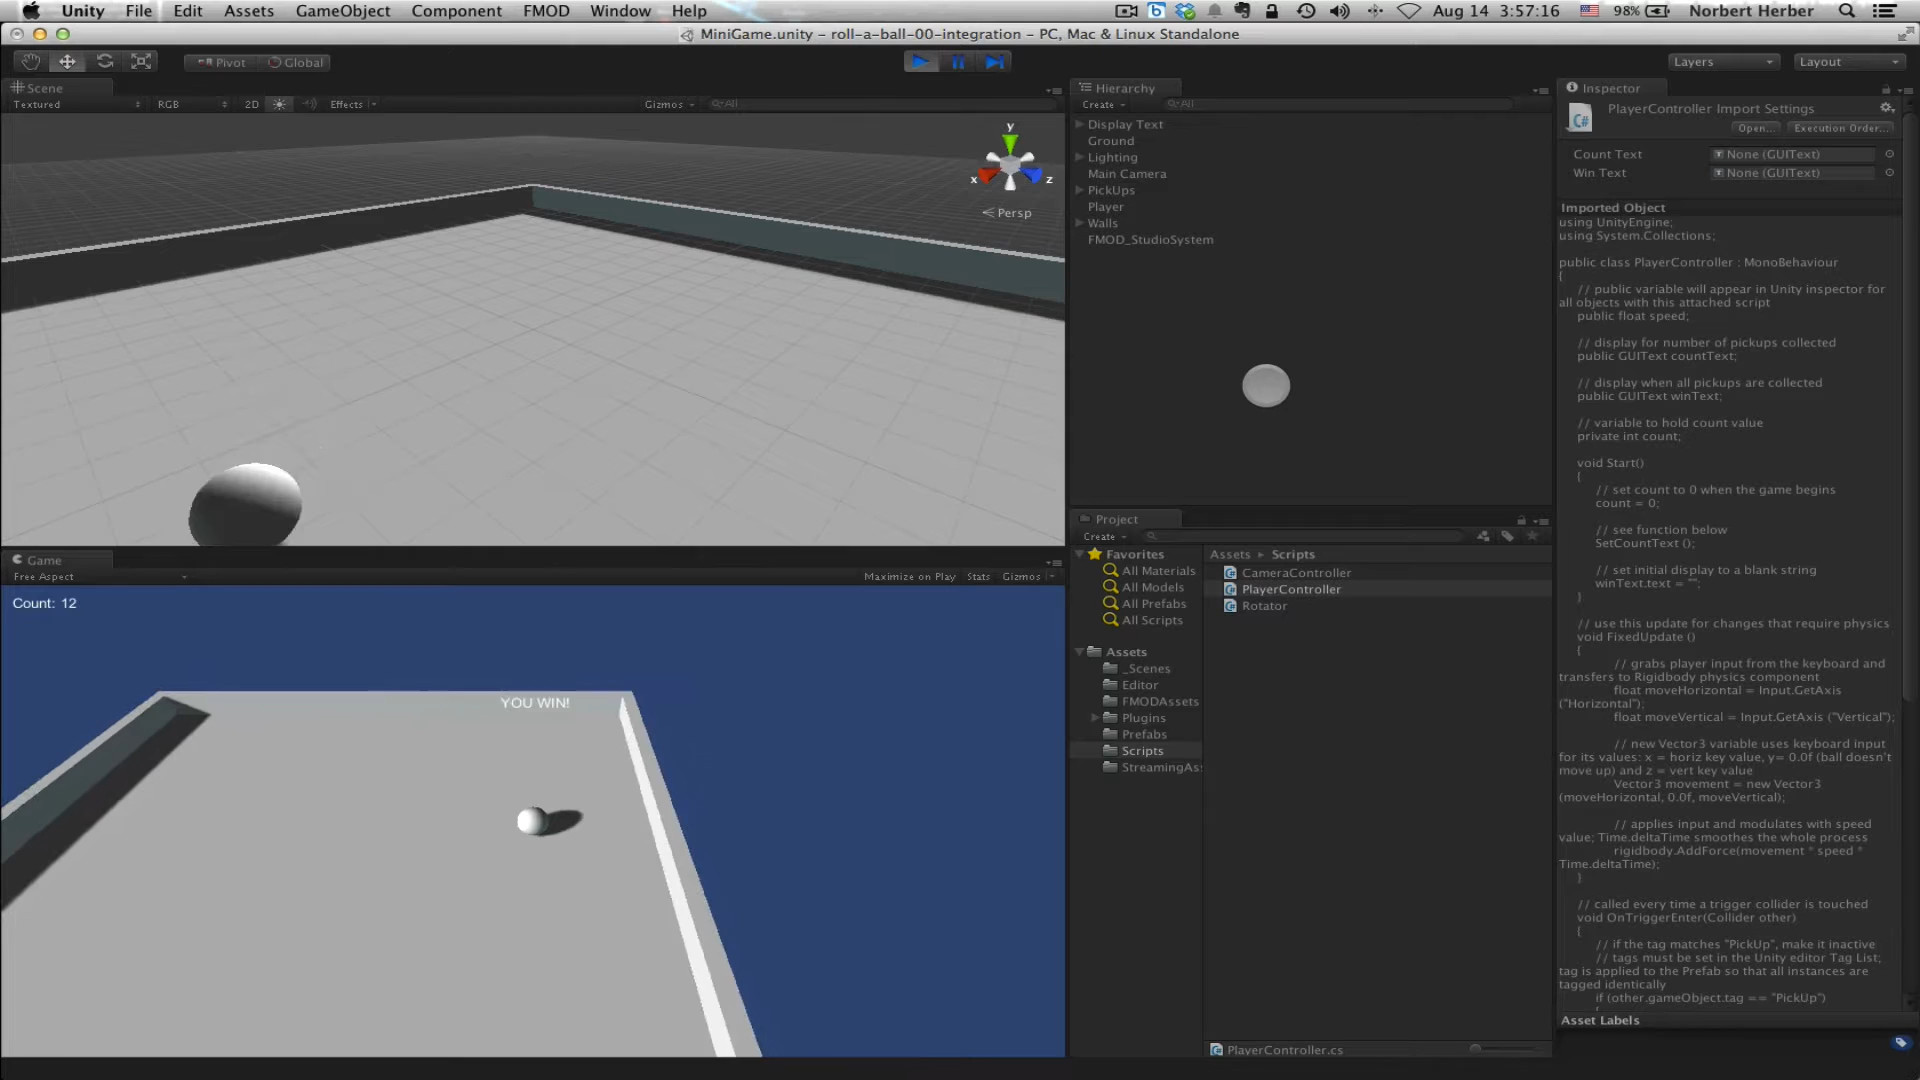 Unity File Edit Assets GameObject Component FMOD Window Help
Aug 14 3:57:16 98% Norbert Herber
MiniGame.unity – roll-a-ball-00-integration – PC, Mac & Linux Standalone
Pivot Global
Layers Layout
Scene
Textured RGB 2D Effects Gizmos All
y
x
z
Persp
Game
Free Aspect Maximize on Play Stats Gizmos
Count: 12
YOU WIN!
Hierarchy
Create All
Display Text
Ground
Lighting
Main Camera
PickUps
Player
Walls
FMOD_StudioSystem
Project
Create
Favorites
All Materials
All Models
All Prefabs
All Scripts
Assets
_Scenes
Editor
FMODAssets
Plugins
Prefabs
Scripts
StreamingAs
Assets Scripts
CameraController
PlayerController
Rotator
PlayerController.cs
Inspector
PlayerController Import Settings
C#
Open... Execution Order...
Count Text None (GUIText)
Win Text None (GUIText)
Imported Object
using UnityEngine;
using System.Collections;
public class PlayerController : MonoBehaviour
{
// public variable will appear in Unity inspector for
all objects with this attached script
public float speed;
// display for number of pickups collected
public GUIText countText;
// display when all pickups are collected
public GUIText winText;
// variable to hold count value
private int count;
void Start()
{
// set count to 0 when the game begins
count = 0;
// see function below
SetCountText ();
// set initial display to a blank string
winText.text = "";
}
// use this update for changes that require physics
void FixedUpdate ()
{
// grabs player input from the keyboard and
transfers to Rigidbody physics component
float moveHorizontal = Input.GetAxis
("Horizontal");
float moveVertical = Input.GetAxis ("Vertical");
// new Vector3 variable uses keyboard input
for its values: x = horiz key value, y= 0.0f (ball doesn't
move up) and z = vert key value
Vector3 movement = new Vector3
(moveHorizontal, 0.0f, moveVertical);
// applies input and modulates with speed
value; Time.deltaTime smoothes the whole process
rigidbody.AddForce(movement * speed *
Time.deltaTime);
}
// called every time a trigger collider is touched
void OnTriggerEnter(Collider other)
{
// if the tag matches "PickUp", make it inactive
// tags must be set in the Unity editor Tag List;
tag is applied to the Prefab so that all instances are
tagged identically
if (other.gameObject.tag == "PickUp")
Asset Labels